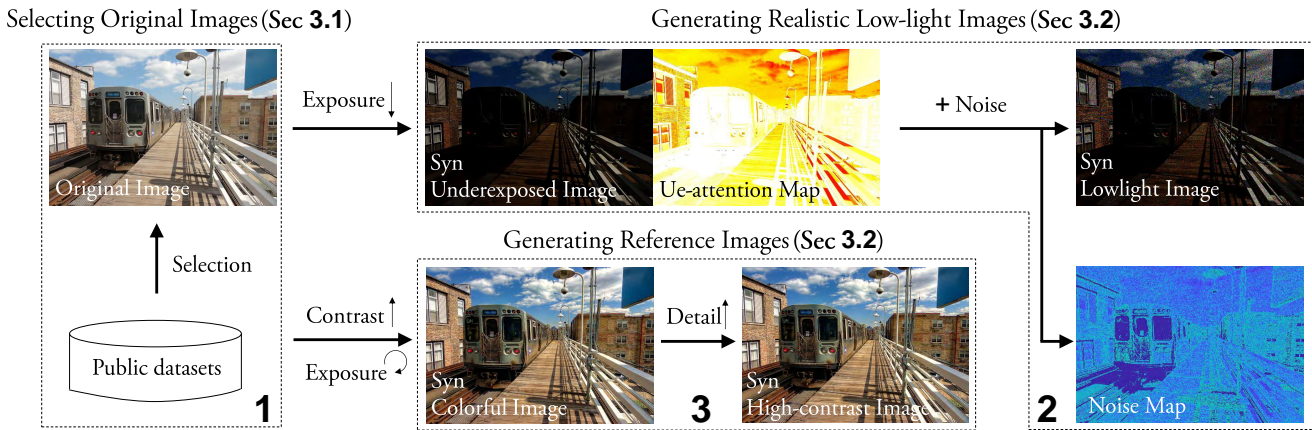 Selecting Original Images (Sec 3.1)
Generating Realistic Low-light Images (Sec 3.2)
Exposure
+ Noise
Original Image
Syn
Underexposed Image
Ue-attention Map
Syn
Lowlight Image
Selection
Public datasets
1
Generating Reference Images (Sec 3.2)
Contrast
Exposure
Syn
Colorful Image
Detail
3
Syn
High-contrast Image
2
Noise Map